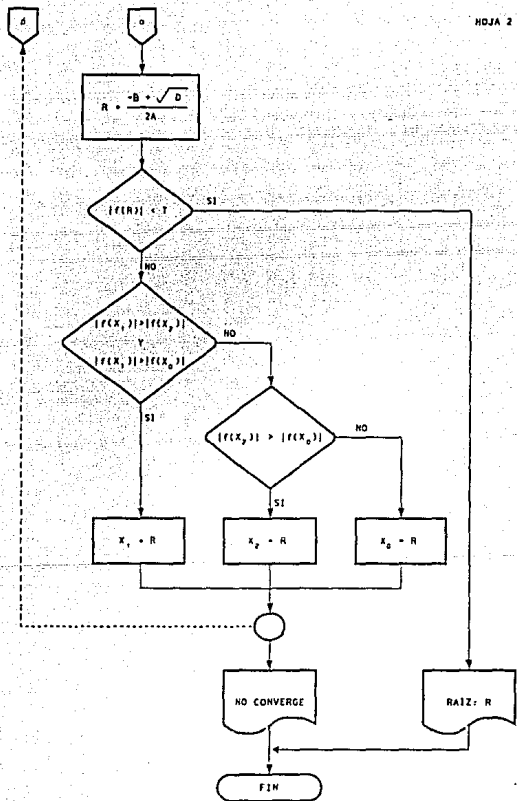 HOJA 2
d
a
R = -B + √D / 2A
|f(R)| < T
SI
NO
|f(X₁)|>|f(X₂)|
Y
|f(X₁)|>|f(X₀)|
NO
SI
|f(X₂)| > |f(X₀)|
NO
SI
X₁ = R
X₂ = R
X₀ = R
NO CONVERGE
RAIZ: R
FIN